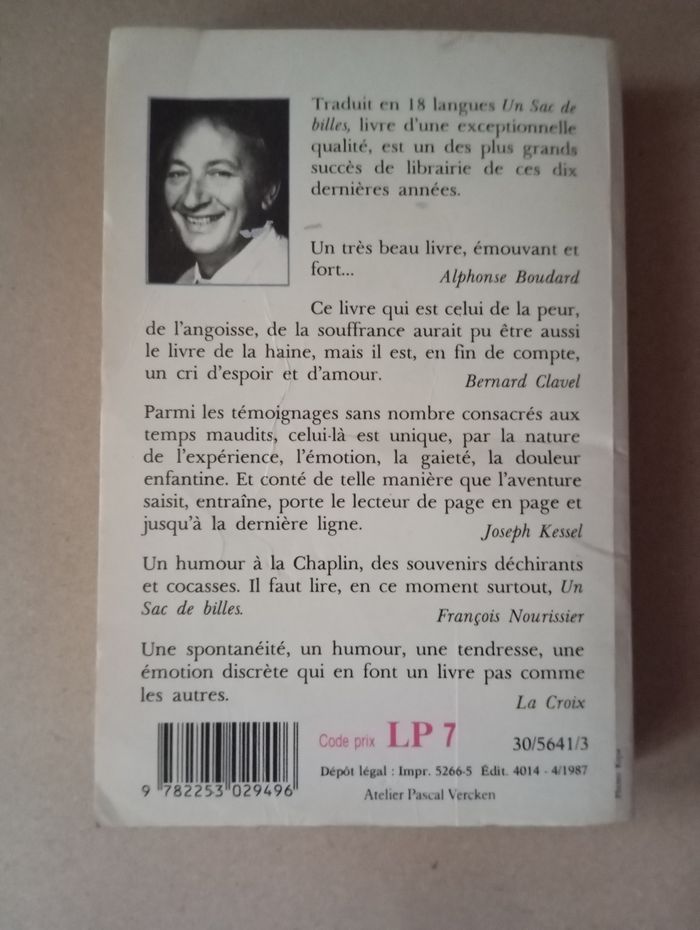 Traduit en 18 langues Un Sac de
billes, livre d'une exceptionnelle
qualité, est un des plus grands
succès de librairie de ces dix
dernières années.
Un très beau livre, émouvant et
fort...
Alphonse Boudard
Ce livre qui est celui de la peur,
de l'angoisse, de la souffrance aurait pu être aussi
le livre de la haine, mais il est, en fin de compte,
un cri d'espoir et d'amour.
Bernard Clavel
Parmi les témoignages sans nombre consacrés aux
temps maudits, celui-là est unique, par la nature
de l'expérience, l'émotion, la gaieté, la douleur
enfantine. Et conté de telle manière que l'aventure
saisit, entraîne, porte le lecteur de page en page et
jusqu'à la dernière ligne.
Joseph Kessel
Un humour à la Chaplin, des souvenirs déchirants
et cocasses. Il faut lire, en ce moment surtout, Un
Sac de billes.
François Nourissier
Une spontanéité, un humour, une tendresse, une
émotion discrète qui en font un livre pas comme
les autres.
La Croix
Code prix LP 7
30/5641/3
Dépôt légal : Impr. 5266-5 Édit. 4014 - 4/1987
9 782253 029496
Atelier Pascal Vercken